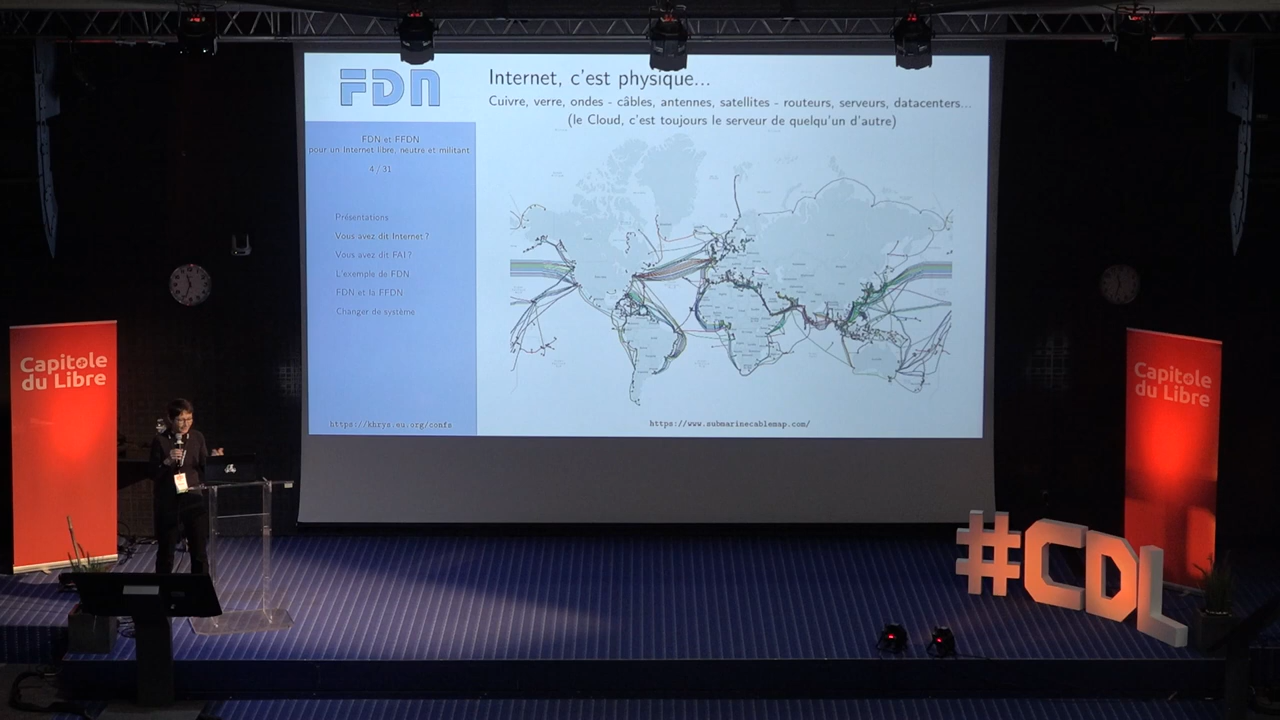 FDN
Internet, c'est physique...
Cuivre, verre, ondes - câbles, antennes, satellites - routeurs, serveurs, datacenters...
(le Cloud, c'est toujours le serveur de quelqu'un d'autre)
FDN et FFDN
pour un Internet libre, neutre et militant
4 / 31
Présentations
Vous avez dit Internet ?
Vous avez dit FAI ?
L'exemple de FDN
FDN et la FFDN
Changer de système
https://khrys.eu.org/confs
https://www.submarinecablemap.com/
Capitole
du Libre
Capitole
du Libre
#CDL